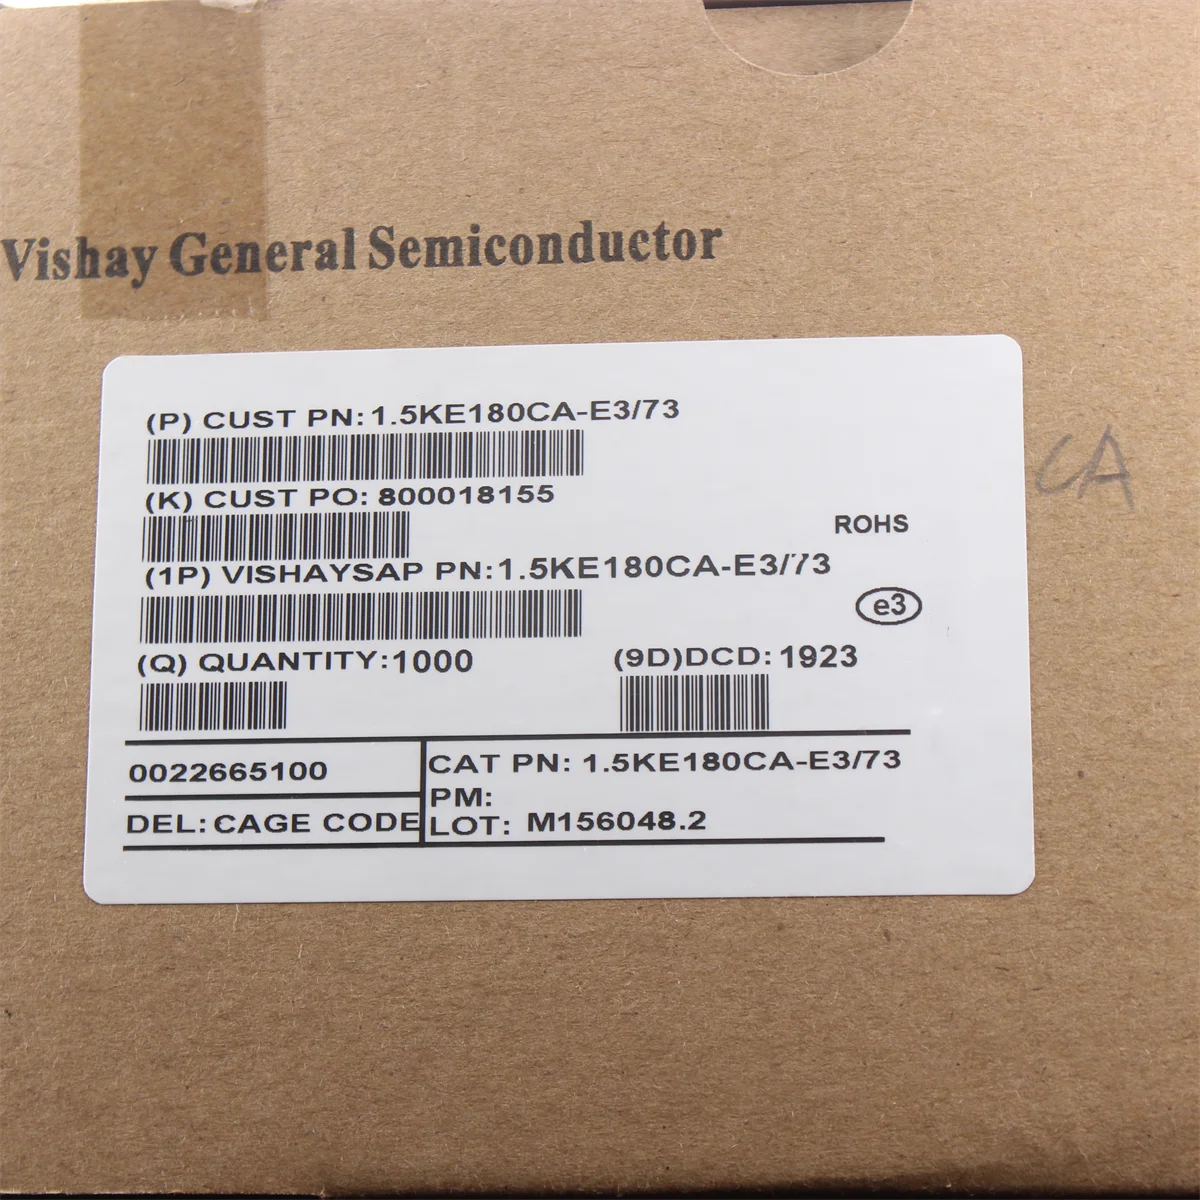 Vishay General Semiconductor
(P) CUST PN: 1.5KE180CA-E3/73
(K) CUST PO: 800018155
ROHS
(1P) VISHAYSAP PN:1.5KE180CA-E3/73
e3
(Q) QUANTITY:1000
(9D)DCD: 1923
0022665100
CAT PN: 1.5KE180CA-E3/73
PM:
DEL: CAGE CODE
LOT: M156048.2
CA